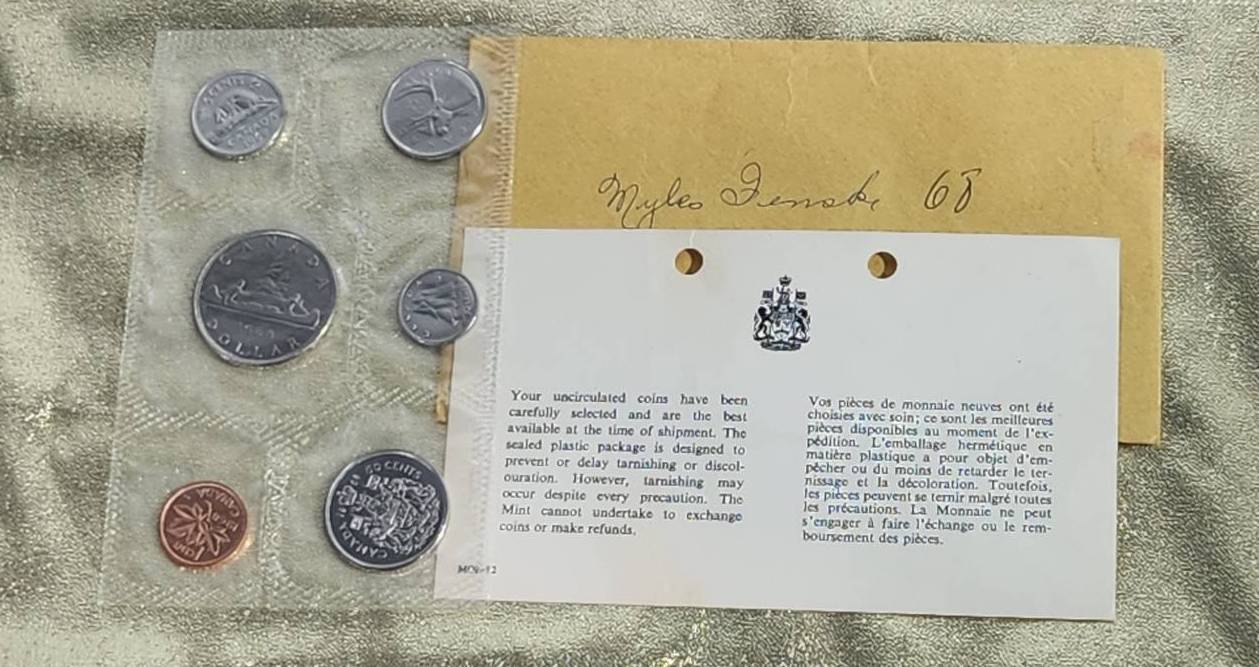 5 CENTS
CANADA
CANADA
CANADA
DOLLAR
50 CENTS
CANADA
CANADA
Myles Fenske 68
Your uncirculated coins have been
carefully selected and are the best
available at the time of shipment. The
sealed plastic package is designed to
prevent or delay tarnishing or discol-
ouration. However, tarnishing may
occur despite every precaution. The
Mint cannot undertake to exchange
coins or make refunds.
Vos pièces de monnaie neuves ont été
choisies avec soin; ce sont les meilleures
pièces disponibles au moment de l'ex-
pédition. L'emballage hermétique en
matière plastique a pour objet d'em-
pêcher ou du moins de retarder le ter-
nissage et la décoloration. Toutefois,
les pièces peuvent se ternir malgré toutes
les précautions. La Monnaie ne peut
s'engager à faire l'échange ou le rem-
boursement des pièces.